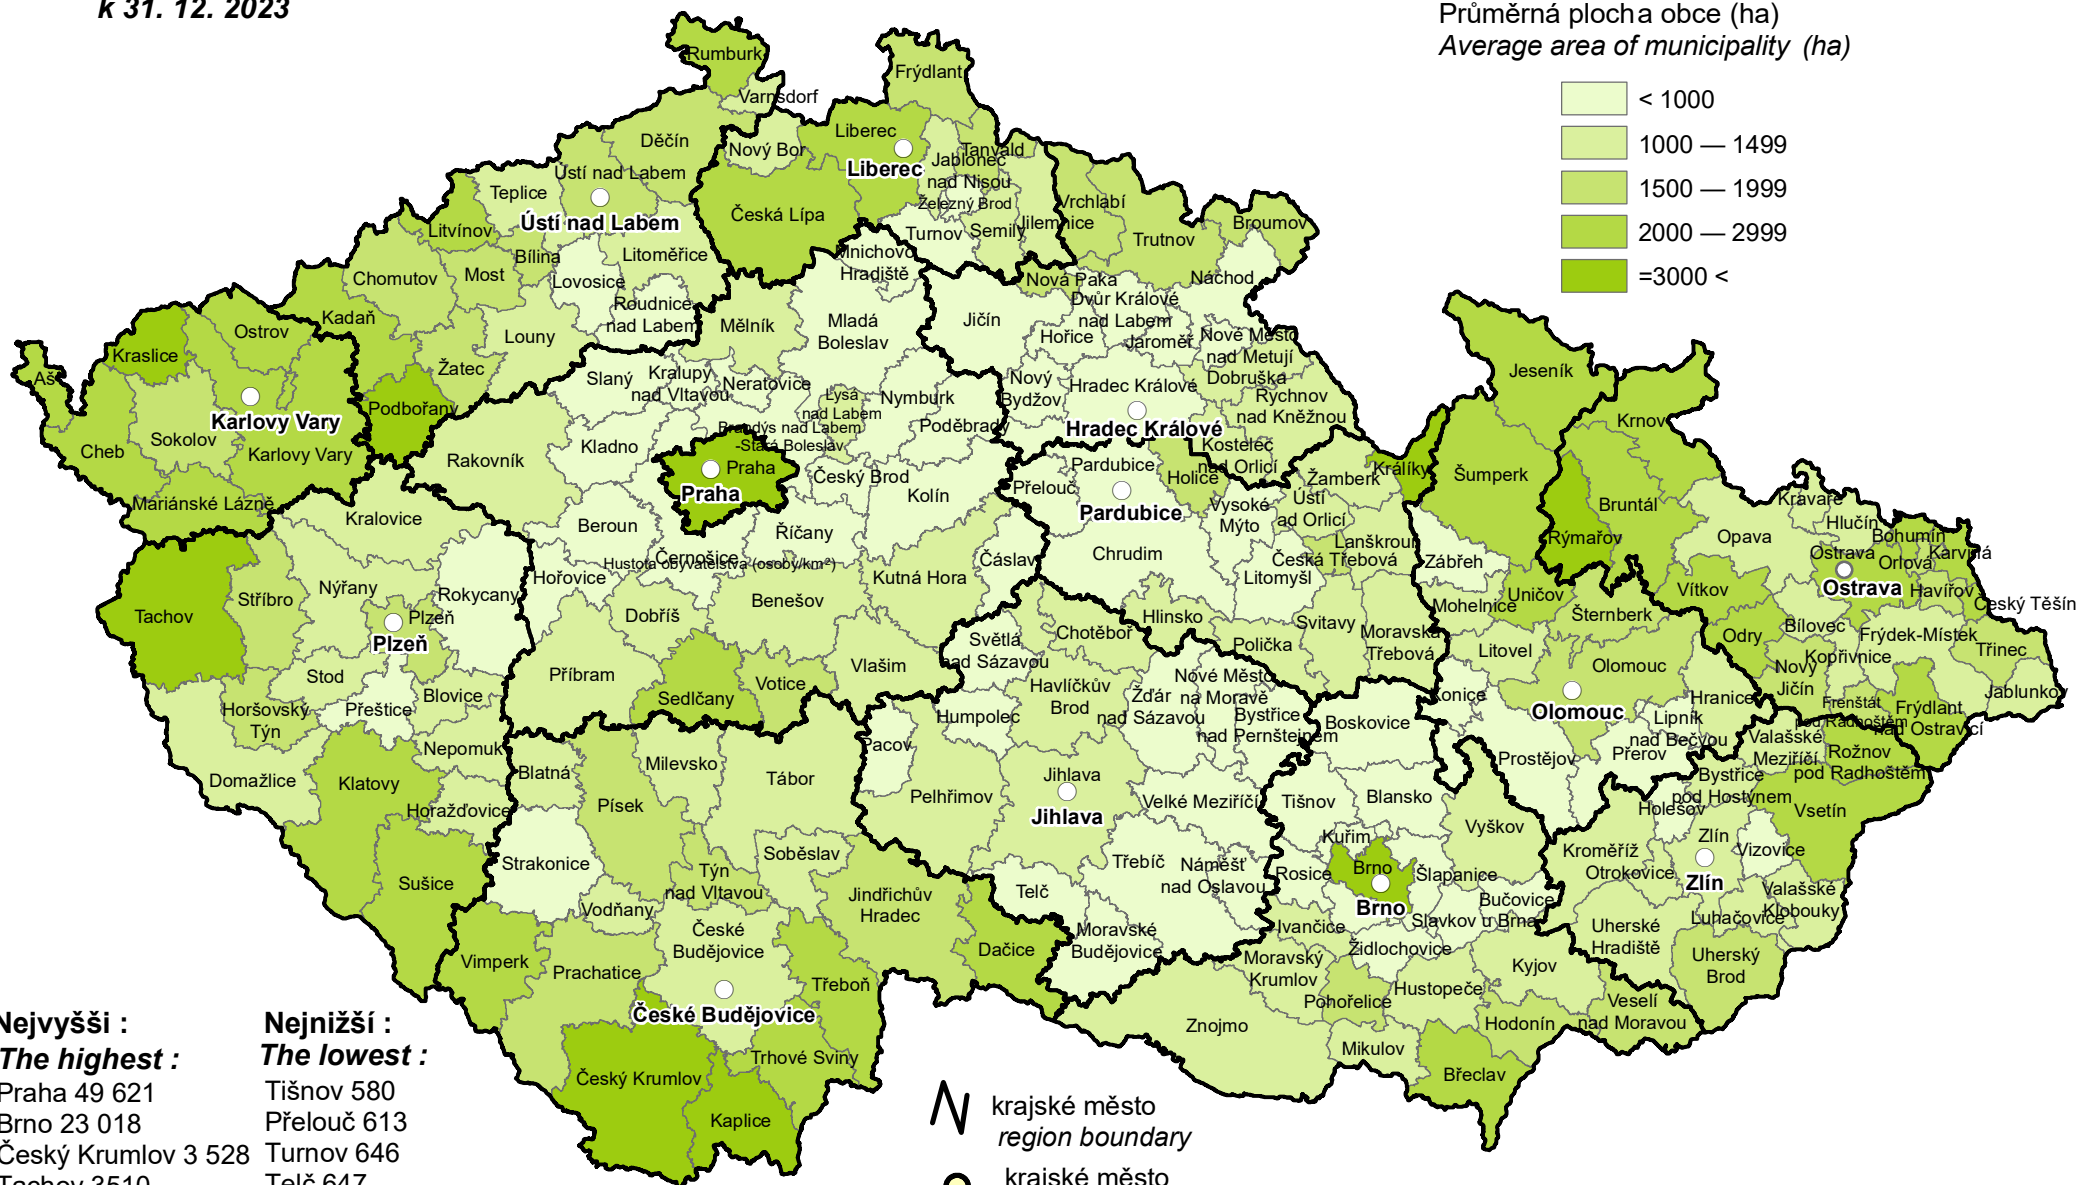 k 31. 12. 2023
Průměrná plocha obce (ha)
Average area of municipality (ha)
< 1000
1000 — 1499
1500 — 1999
2000 — 2999
=3000 <
Rumburk
Varnsdorf
Frýdlant
Děčín
Nový Bor
Liberec
Liberec
Tanvald
Jablonec
nad Nisou
Železný Brod
Ústí nad Labem
Teplice
Ústí nad Labem
Česká Lípa
Turnov
Semily
Jilemnice
Vrchlabí
Trutnov
Broumov
Litvínov
Bílina
Litoměřice
Mnichovo
Hradiště
Chomutov
Most
Lovosice
Roudnice
nad Labem
Nová Paka
Náchod
Dvůr Králové
nad Labem
Kadaň
Ostrov
Louny
Mělník
Mladá
Boleslav
Jičín
Hořice
Jaroměř
Nové Město
nad Metují
Kraslice
Aš
Žatec
Slaný
Kralupy
nad Vltavou
Neratovice
Lysá
nad Labem
Nymburk
Nový
Bydžov
Hradec Králové
Dobruška
Rychnov
nad Kněžnou
Jeseník
Karlovy Vary
Podbořany
Brandýs nad Labem
-Stará Boleslav
Poděbrady
Hradec Králové
Krnov
Cheb
Sokolov
Karlovy Vary
Rakovník
Kladno
Praha
Praha
Český Brod
Kolín
Kostelec
nad Orlicí
Pardubice
Přelouč
Pardubice
Holice
Žamberk
Králíky
Šumperk
Mariánské Lázně
Kralovice
Beroun
Říčany
Vysoké
Mýto
Ústí
ad Orlicí
Bruntál
Kravaře
Hlučín
Bohumín
Rýmařov
Opava
Ostrava
Karviná
Orlová
Černošice
Hustota obyvatelstva (osoby/km²)
Čáslav
Chrudim
Lanškroun
Česká Třebová
Zábřeh
Hořovice
Kutná Hora
Litomyšl
Ostrava
Havířov
Český Těšín
Tachov
Stříbro
Nýřany
Rokycany
Plzeň
Plzeň
Dobříš
Benešov
Hlinsko
Mohelnice
Uničov
Šternberk
Vítkov
Světlá
nad Sázavou
Chotěboř
Polička
Svitavy
Moravská
Třebová
Litovel
Olomouc
Odry
Bílovec
Frýdek-Místek
Kopřivnice
Třinec
Příbram
Stod
Přeštice
Blovice
Sedlčany
Votice
Vlašim
Havlíčkův
Brod
Žďár
nad Sázavou
Nové Město
na Moravě
Bystřice
nad Pernštejnem
Konice
Olomouc
Hranice
Nový
Jičín
Frenštát
pod Radhoštěm
Frýdlant
nad Ostravicí
Jablunkov
Horšovský
Týn
Humpolec
Boskovice
Lipník
nad Bečvou
Valašské
Meziříčí
Rožnov
pod Radhoštěm
Domažlice
Klatovy
Nepomuk
Blatná
Milevsko
Tábor
Pacov
Pelhřimov
Jihlava
Jihlava
Prostějov
Přerov
Bystřice
pod Hostýnem
Horažďovice
Písek
Velké Meziříčí
Tišnov
Blansko
Holešov
Vsetín
Kuřim
Vyškov
Zlín
Vizovice
Strakonice
Soběslav
Třebíč
Náměšť
nad Oslavou
Rosice
Brno
Šlapanice
Kroměříž
Otrokovice
Zlín
Sušice
Týn
nad Vltavou
Jindřichův
Hradec
Telč
Brno
Bučovice
Slavkov u Brna
Valašské
Klobouky
Luhačovice
Vodňany
České
Budějovice
Moravské
Budějovice
Ivančice
Židlochovice
Uherské
Hradiště
Vimperk
Prachatice
Dačice
Moravský
Krumlov
Kyjov
Uherský
Brod
Třeboň
Pohořelice
Hustopeče
Veselí
nad Moravou
České Budějovice
Znojmo
Hodonín
Trhové Sviny
Mikulov
Břeclav
Český Krumlov
Kaplice
Nejvyšši :
The highest :
Praha 49 621
Brno 23 018
Český Krumlov 3 528
Tachov 3510
Nejnižší :
The lowest :
Tišnov 580
Přelouč 613
Turnov 646
Telč 647
krajské město
region boundary
krajské město